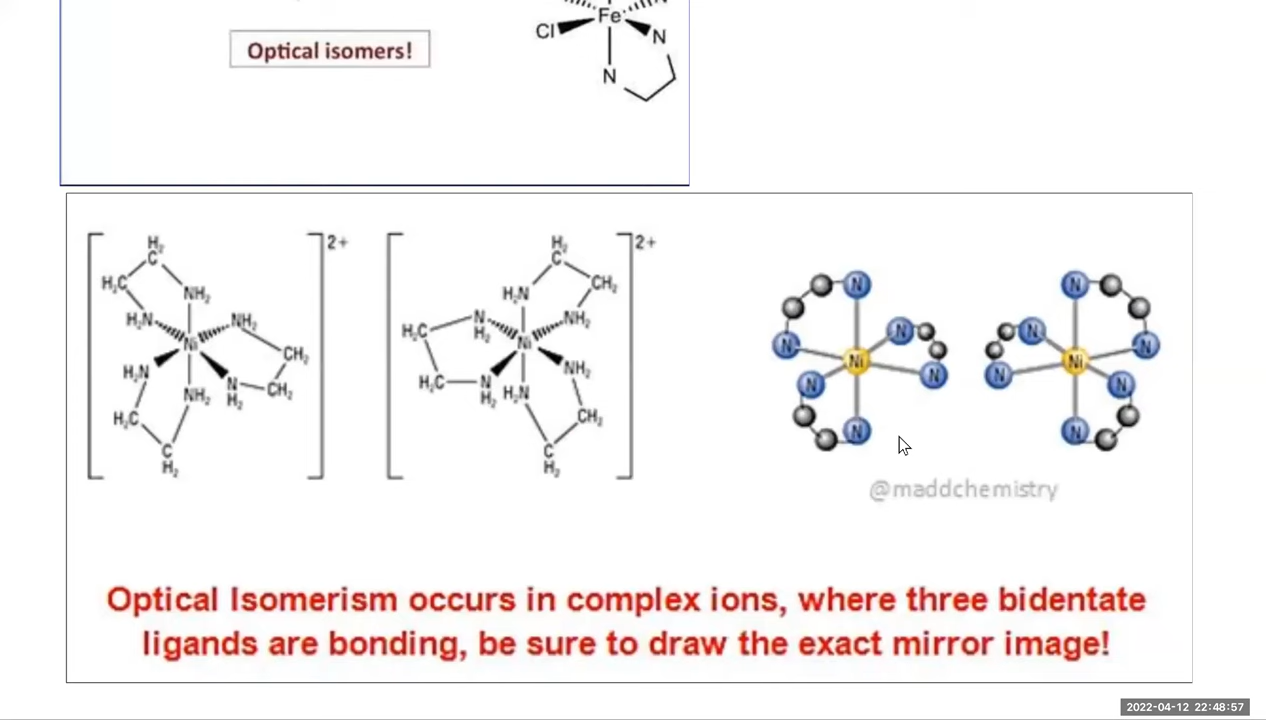 Fe
Cl
N
N
Optical isomers!
2+
2+
H₂
C
H₂C
NH₂
H₂N
NH₂
Ni
CH₂
H₂N
N
H₂
CH₂
NH₂
H₂C
C
H₂
H₂
C
CH₂
H₂N
H₂C
N
H₂
NH₂
Ni
NH₂
H₂C
N
H₂
H₂N
CH₂
C
H₂
N
N
N
N
N
Ni
N
N
N
N
Ni
N
N
N
N
@maddchemistry
Optical Isomerism occurs in complex ions, where three bidentate
ligands are bonding, be sure to draw the exact mirror image!
2022-04-12 22:48:57